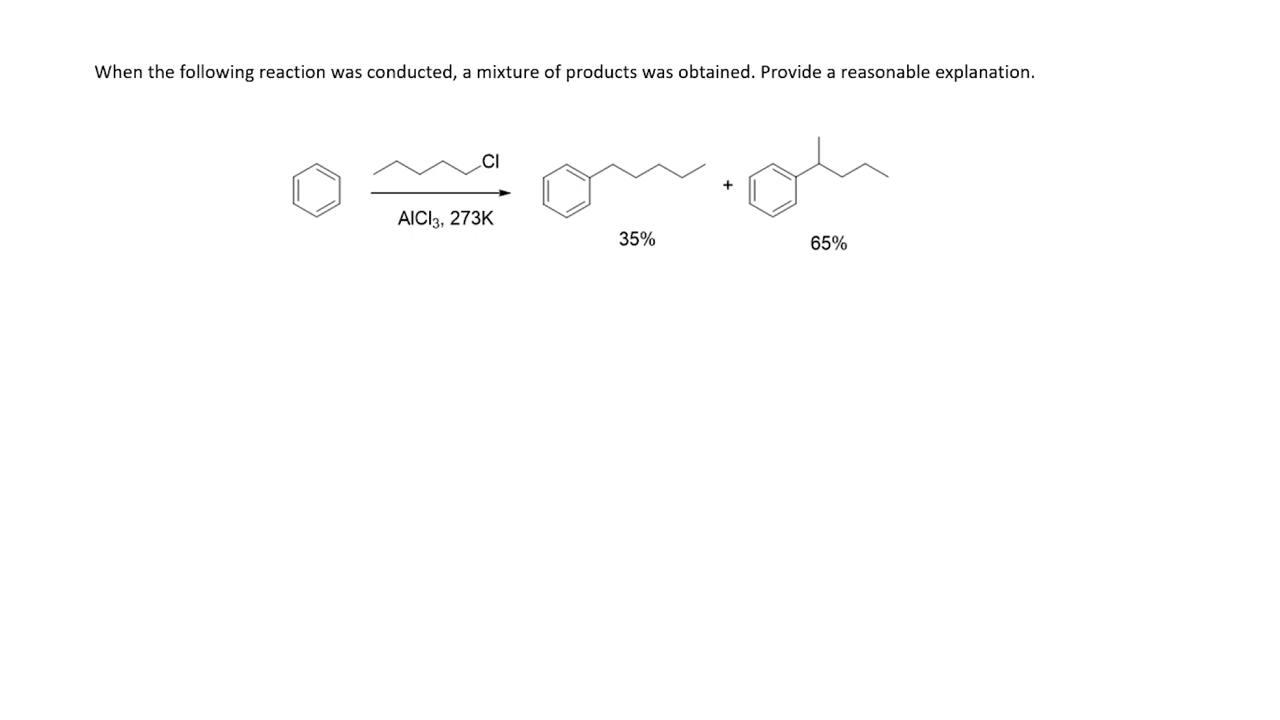 When the following reaction was conducted, a mixture of products was obtained. Provide a reasonable explanation.
Cl
+
AlCl₃, 273K
35%
65%